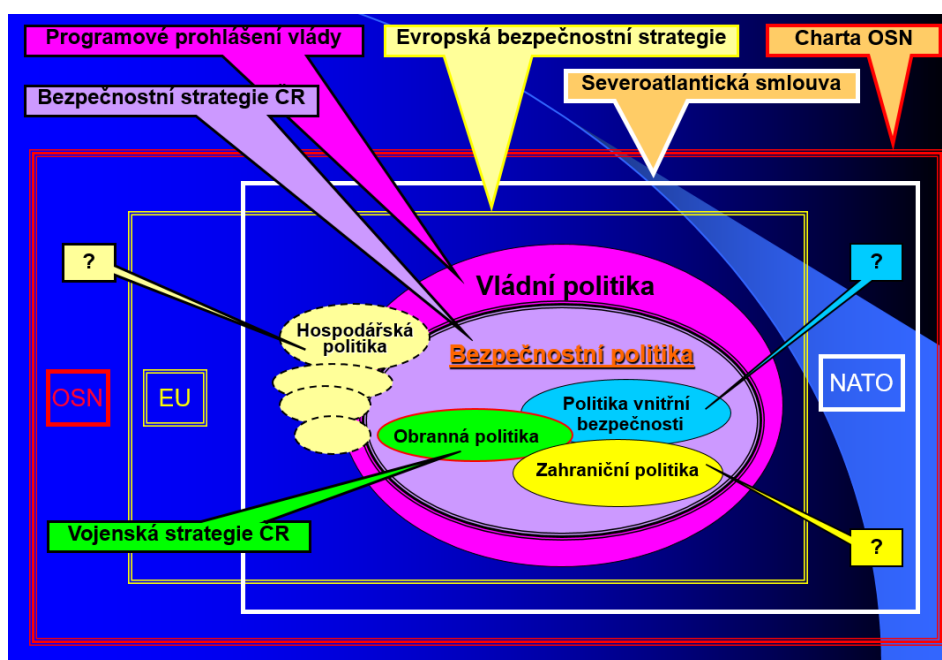 Programové prohlášení vlády
Evropská bezpečnostní strategie
Charta OSN
Bezpečnostní strategie ČR
Severoatlantická smlouva
?
?
Vládní politika
Hospodářská
politika
Bezpečnostní politika
OSN
EU
NATO
Politika vnitřní
bezpečnosti
Obranná politika
Zahraniční politika
Vojenská strategie ČR
?